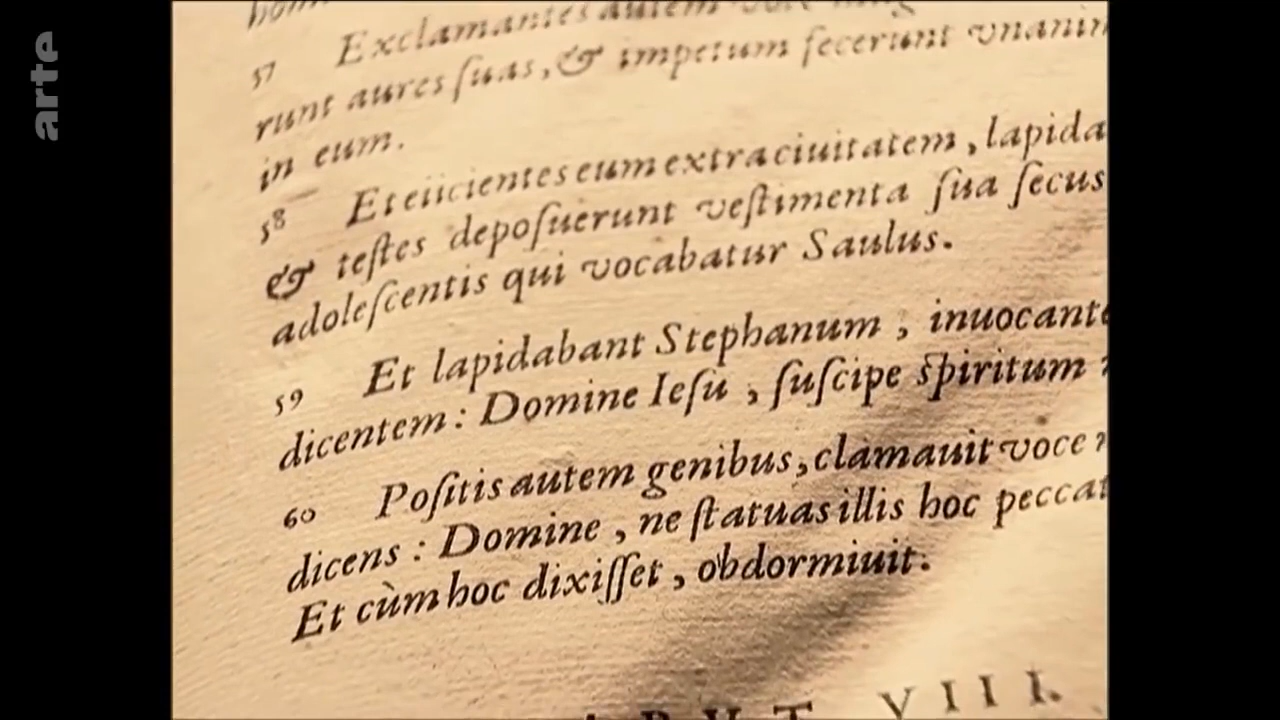 arte
57 Exclamantes autem voce
runt aures ſuas, & impetum ſecerunt vnanim
in eum.
58 Et eiicientes eum extra ciuitatem, lapida
& teſtes depoſuerunt veſtimenta ſua ſecus
adoleſcentis qui vocabatur Saulus.
59 Et lapidabant Stephanum, inuocante
dicentem: Domine Ieſu, ſuſcipe ſpiritum
60 Poſitis autem genibus, clamauit voce
dicens: Domine, ne ſtatuas illis hoc peccat
Et cùm hoc dixiſſet, obdormiuit.
VIII.